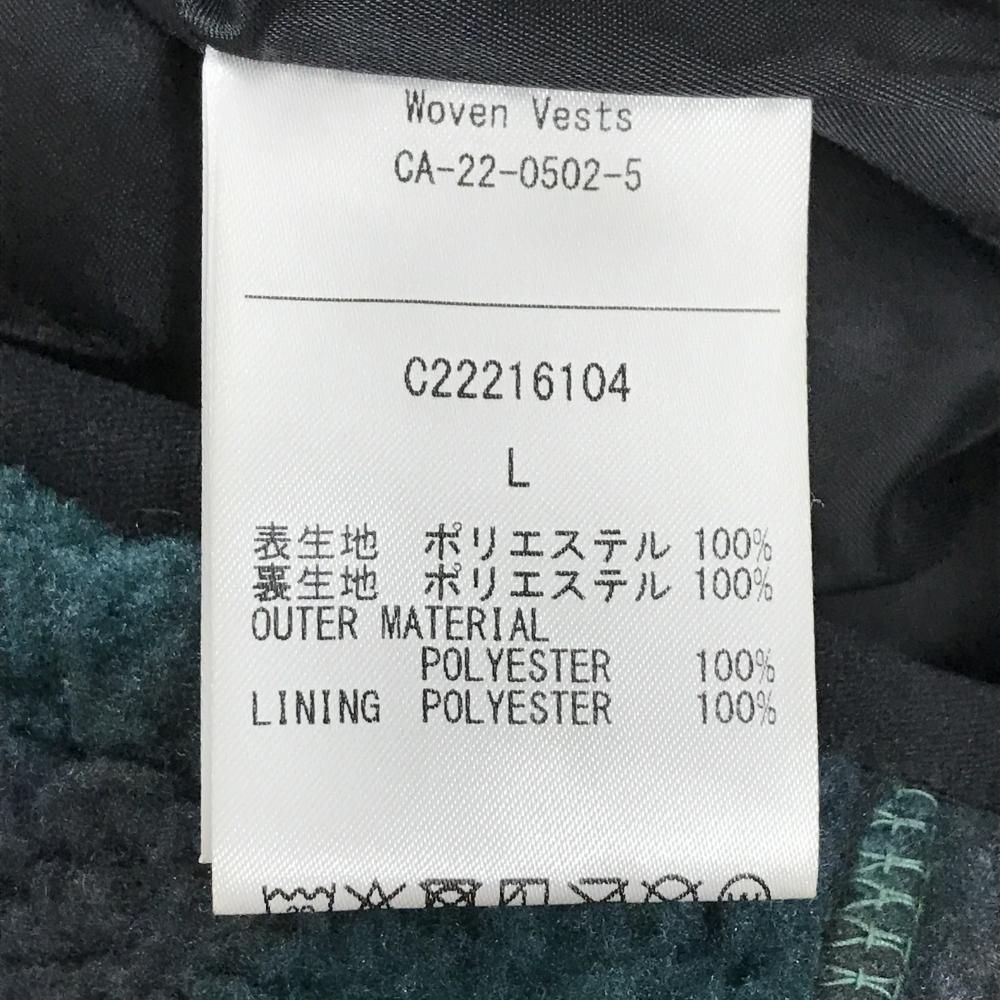 Woven Vests
CA-22-0502-5
C22216104
L
表生地 ポリエステル 100%
裏生地 ポリエステル 100%
OUTER MATERIAL
POLYESTER 100%
LINING POLYESTER 100%